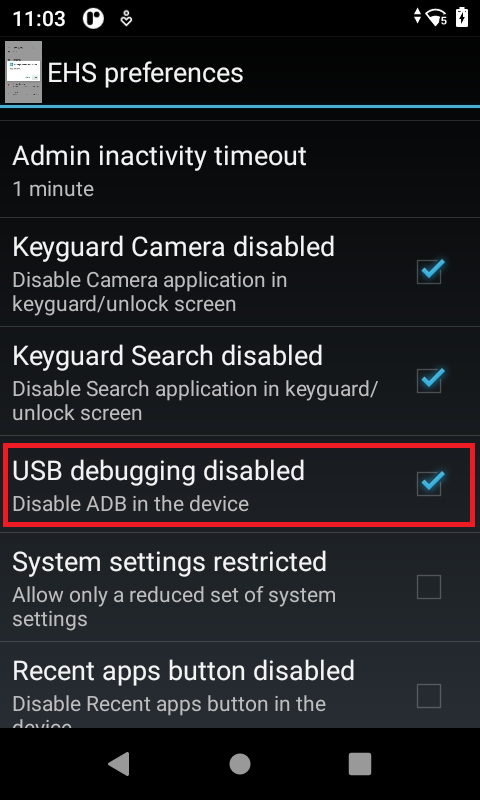 11:03
5
EHS preferences
Admin inactivity timeout
1 minute
Keyguard Camera disabled
Disable Camera application in
keyguard/unlock screen
Keyguard Search disabled
Disable Search application in keyguard/
unlock screen
USB debugging disabled
Disable ADB in the device
System settings restricted
Allow only a reduced set of system
settings
Recent apps button disabled
Disable Recent apps button in the
device